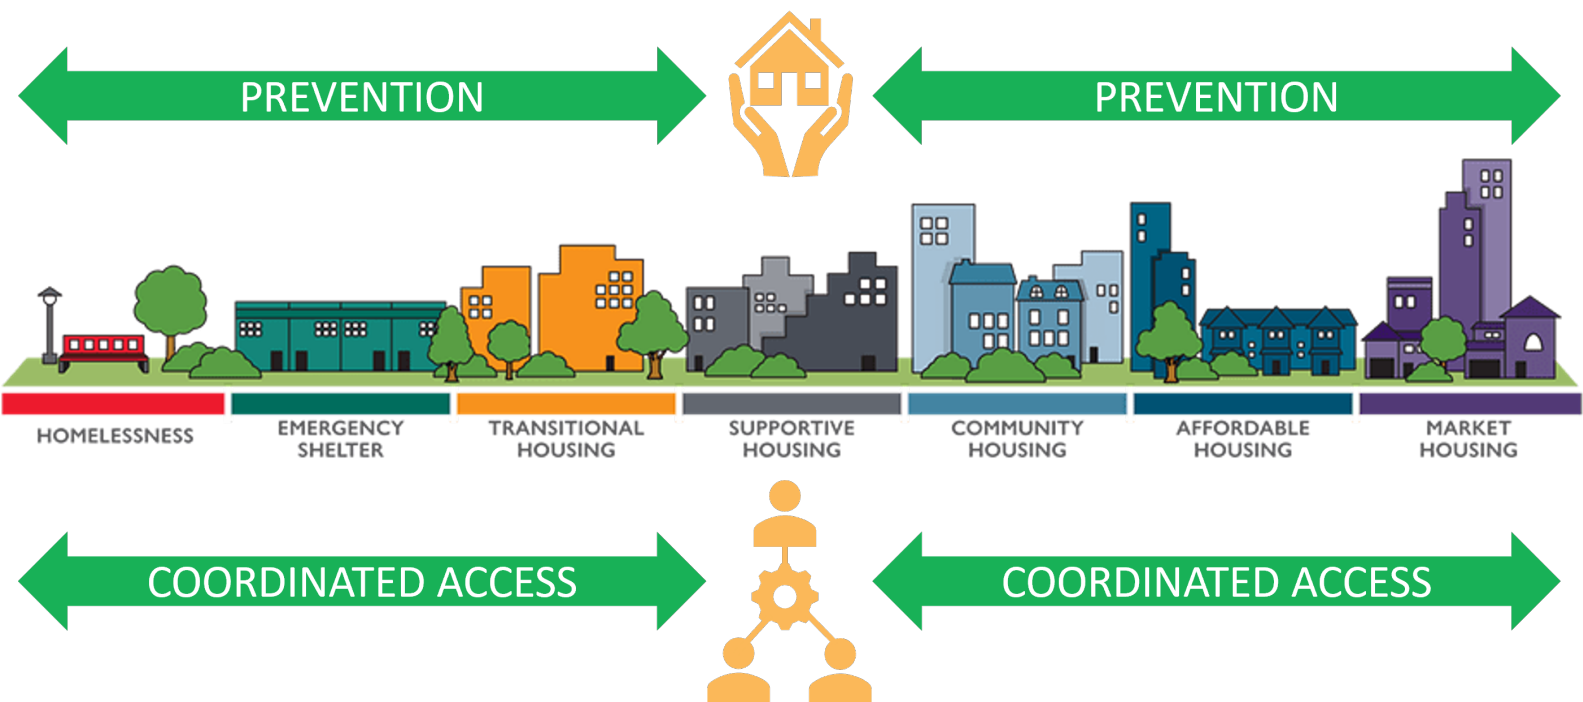 PREVENTION
PREVENTION
HOMELESSNESS
EMERGENCY
SHELTER
TRANSITIONAL
HOUSING
SUPPORTIVE
HOUSING
COMMUNITY
HOUSING
AFFORDABLE
HOUSING
MARKET
HOUSING
COORDINATED ACCESS
COORDINATED ACCESS